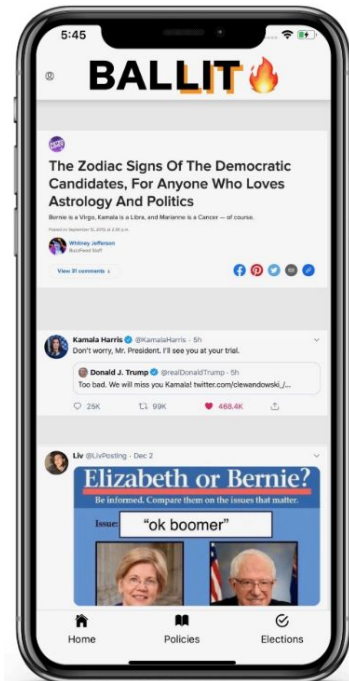 5:45
BALLIT
The Zodiac Signs Of The Democratic
Candidates, For Anyone Who Loves
Astrology And Politics
Bernie is a Virgo, Kamala is a Libra, and Marianne is a Cancer — of course.
Whitney Jefferson
BuzzFeed Staff
View 31 comments ›
Kamala Harris @KamalaHarris · 5h
Don't worry, Mr. President. I'll see you at your trial.
Donald J. Trump @realDonaldTrump · 5h
Too bad. We will miss you Kamala! twitter.com/clewandowski_/...
25K 99K 468.4K
Liv @LivPosting · Dec 2
Elizabeth or Bernie?
Be informed. Compare them on the issues that matter.
Issue: "ok boomer"
Home Policies Elections